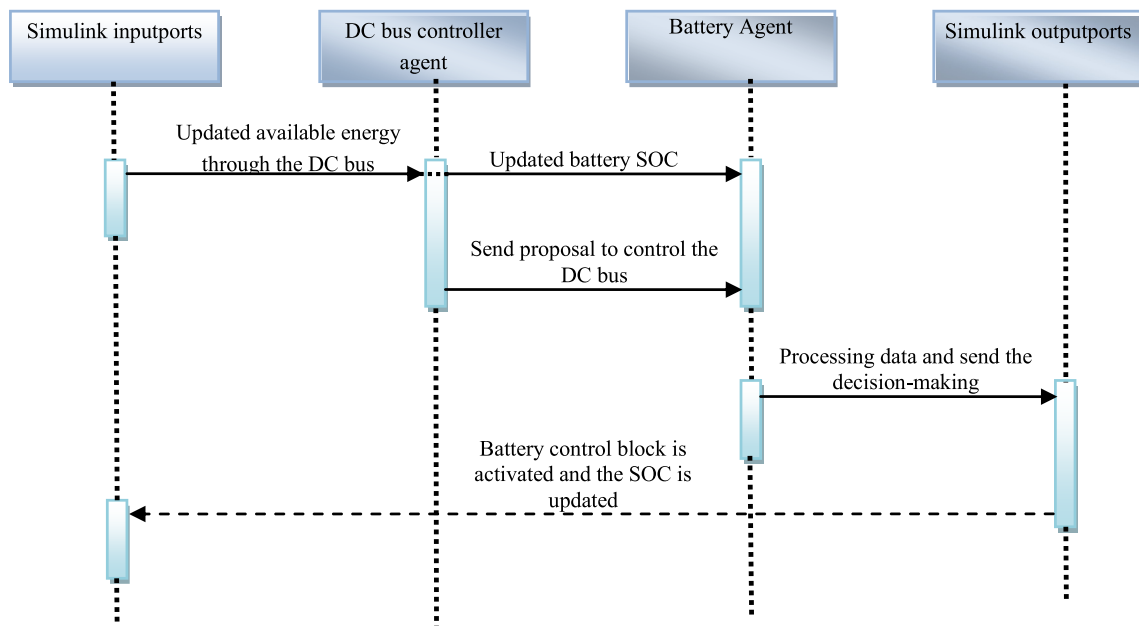 Simulink inputports
DC bus controller
agent
Battery Agent
Simulink outputports
Updated available energy
through the DC bus
Updated battery SOC
Send proposal to control the
DC bus
Processing data and send the
decision-making
Battery control block is
activated and the SOC is
updated